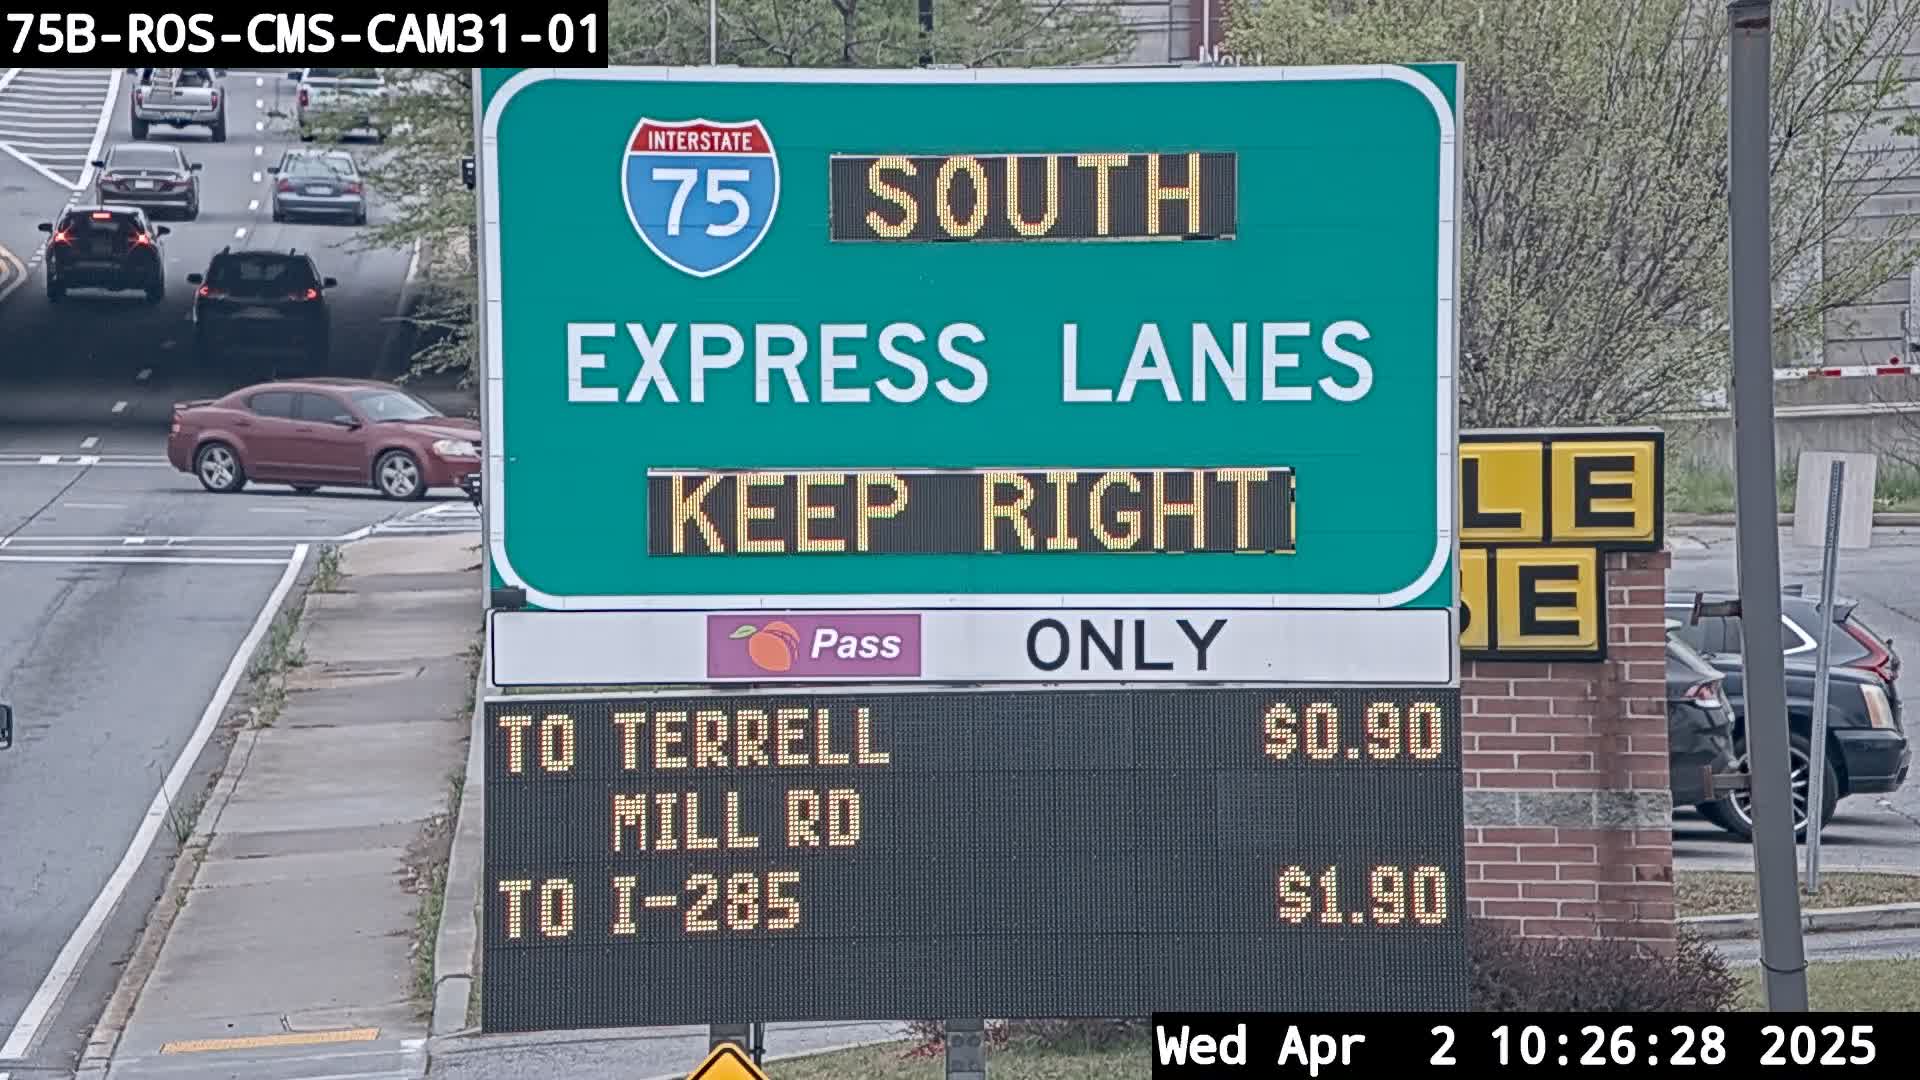 75B-ROS-CMS-CAM31-01
INTERSTATE
75
SOUTH
EXPRESS LANES
KEEP RIGHT
Pass ONLY
TO TERRELL $0.90
MILL RD
TO I-285 $1.90
LE
E
Wed Apr 2 10:26:28 2025